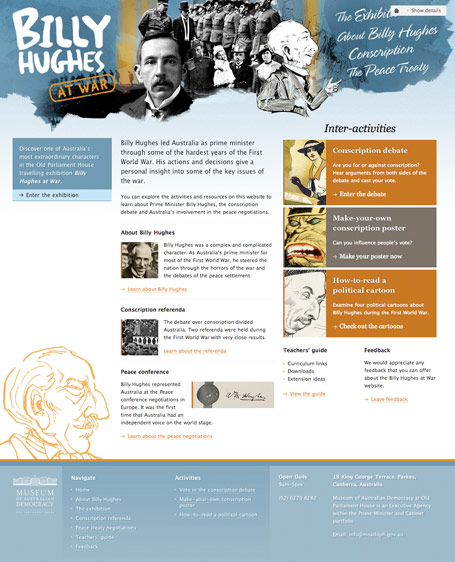 BILLY
HUGHES
AT WAR
The Exhibit
About Billy Hughes
Conscription
The Peace Treaty
Show details
Discover one of Australia's
most extraordinary characters
in the Old Parliament House
travelling exhibition Billy
Hughes at War.
→ Enter the exhibition
Billy Hughes led Australia as prime minister
through some of the hardest years of the First
World War. His actions and decisions give a
personal insight into some of the key issues of
the war.
You can explore the activities and resources on this website to
learn about Prime Minister Billy Hughes, the conscription
debate and Australia's involvement in the peace negotiations.
About Billy Hughes
Billy Hughes was a complex and complicated
character. As Australia's prime minister for
most of the First World War, he steered the
nation through the horrors of the war and
the debates of the peace settlement.
→ Learn about Billy Hughes
Conscription referenda
The debate over conscription divided
Australia. Two referenda were held during
the First World War with very close results.
Learn about the referenda
Peace conference
Billy Hughes represented
Australia at the Peace
conference negotiations in
Europe. It was the first
time that Australia had an
independent voice on the world stage.
→ Learn about the peace negotiations
W. M. Hughes
Inter-activities
Conscription debate
Are you for or against conscription?
Hear arguments from both sides of the
debate and cast your vote.
→ Enter the debate
Make-your-own
conscription poster
Can you influence people's vote?
→ Make your poster now
How-to-read a
political cartoon
Examine four political cartoons about
Billy Hughes during the First World War.
→ Check out the cartoons
Teachers' guide
Curriculum links
Downloads
Extension ideas
→ View the guide
Feedback
We would appreciate any
feedback that you can offer
about the Billy Hughes at War
website.
→ Leave feedback
MUSEUM
OF AUSTRALIAN
DEMOCRACY
Navigate
Home
About Billy Hughes
The exhibition
Conscription referenda
Peace treaty negotiations
Teachers' guide
Feedback
Activities
Vote in the conscription debate
Make-your-own conscription
poster
How-to-read a political cartoon
Open Daily
9am-5pm
(02) 6270 8282
18 King George Terrace, Parkes,
Canberra, Australia
Museum of Australian Democracy at Old
Parliament House is an Executive Agency
within the Prime Minister and Cabinet
portfolio
Email: info@moadoph.gov.au